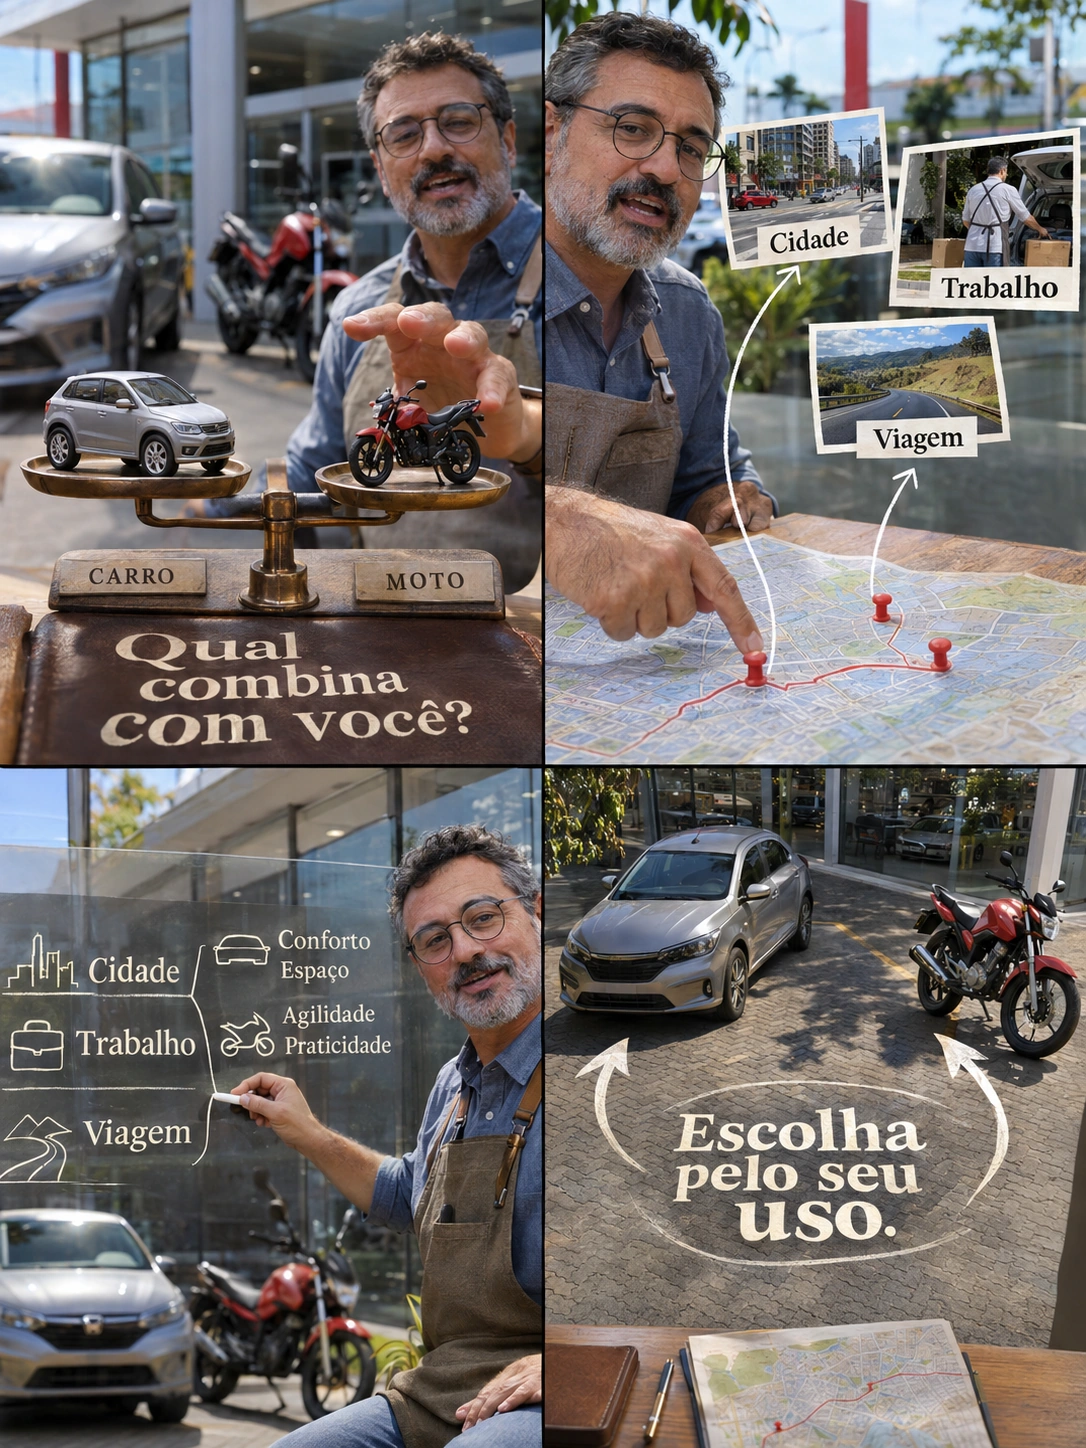 CARRO
MOTO
Qual
combina
com você?
Cidade
Trabalho
Viagem
Cidade
Conforto
Espaço
Trabalho
Agilidade
Praticidade
Viagem
Escolha
pelo seu
uso.